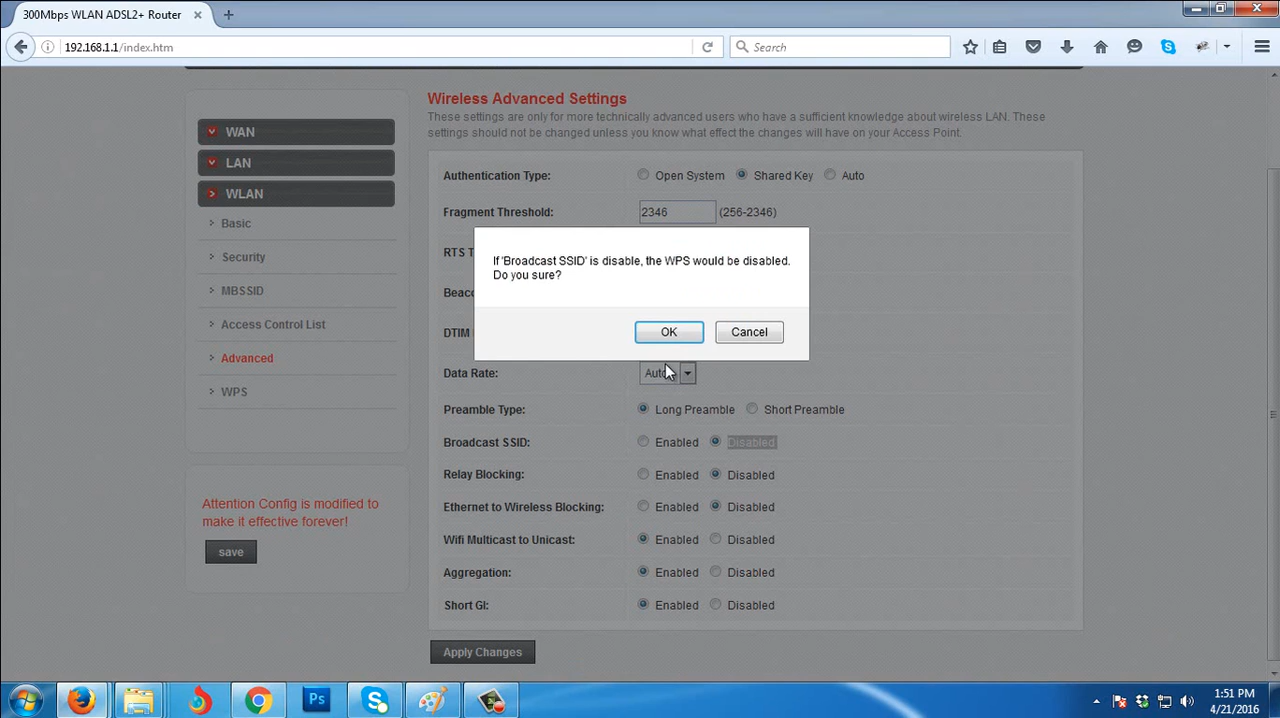 300Mbps WLAN ADSL2+ Router
192.168.1.1/index.htm
Search
WAN
LAN
WLAN
Basic
Security
MBSSID
Access Control List
Advanced
WPS
Attention Config is modified to
make it effective forever!
save
Wireless Advanced Settings
These settings are only for more technically advanced users who have a sufficient knowledge about wireless LAN. These
settings should not be changed unless you know what effect the changes will have on your Access Point.
Authentication Type: Open System Shared Key Auto
Fragment Threshold: 2346 (256-2346)
RTS T
Beaco
DTIM
If 'Broadcast SSID' is disable, the WPS would be disabled.
Do you sure?
OK Cancel
Data Rate: Auto
Preamble Type: Long Preamble Short Preamble
Broadcast SSID: Enabled Disabled
Relay Blocking: Enabled Disabled
Ethernet to Wireless Blocking: Enabled Disabled
Wifi Multicast to Unicast: Enabled Disabled
Aggregation: Enabled Disabled
Short GI: Enabled Disabled
Apply Changes
Ps
1:51 PM
4/21/2016